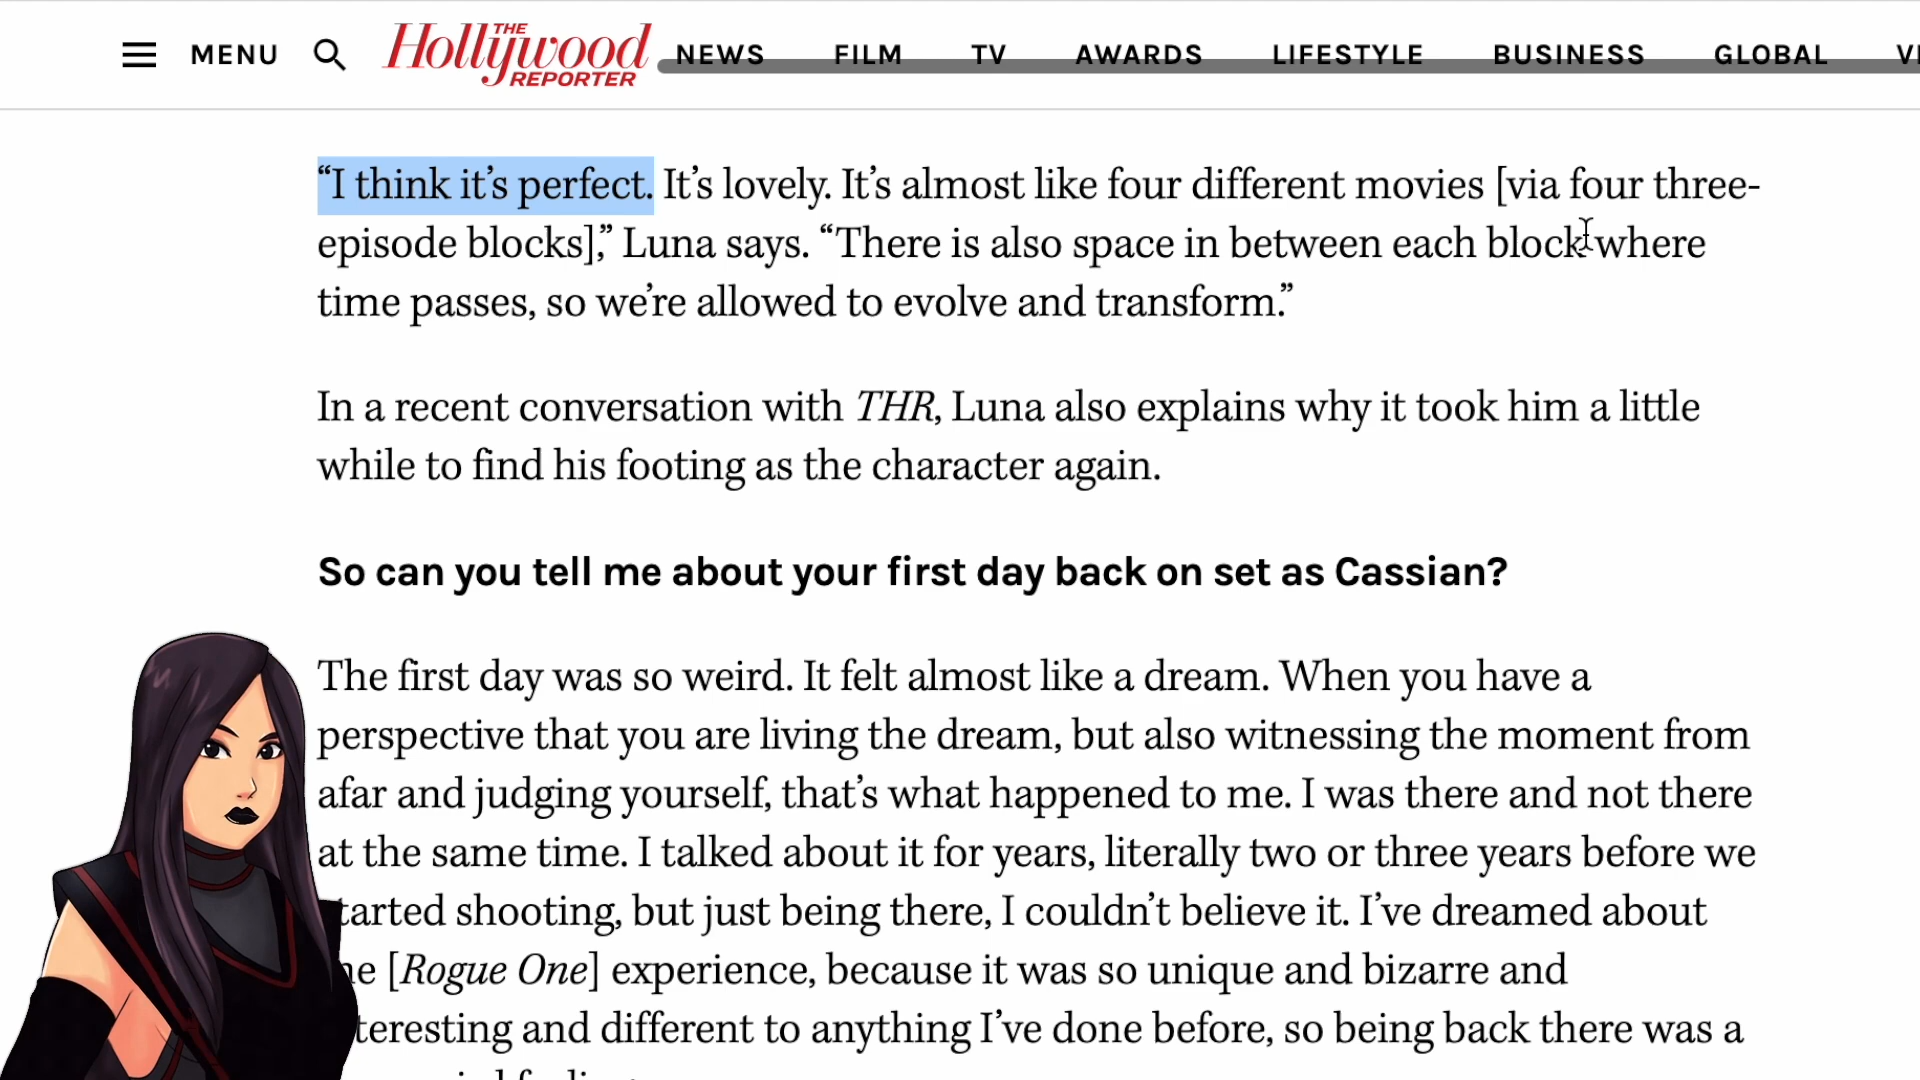 MENU
THE
Hollywood
REPORTER
NEWS FILM TV AWARDS LIFESTYLE BUSINESS GLOBAL
“I think it’s perfect. It’s lovely. It’s almost like four different movies [via four three-
episode blocks],” Luna says. “There is also space in between each block where
time passes, so we’re allowed to evolve and transform.”
In a recent conversation with THR, Luna also explains why it took him a little
while to find his footing as the character again.
So can you tell me about your first day back on set as Cassian?
The first day was so weird. It felt almost like a dream. When you have a
perspective that you are living the dream, but also witnessing the moment from
afar and judging yourself, that’s what happened to me. I was there and not there
at the same time. I talked about it for years, literally two or three years before we
tarted shooting, but just being there, I couldn’t believe it. I’ve dreamed about
[Rogue One] experience, because it was so unique and bizarre and
teresting and different to anything I’ve done before, so being back there was a